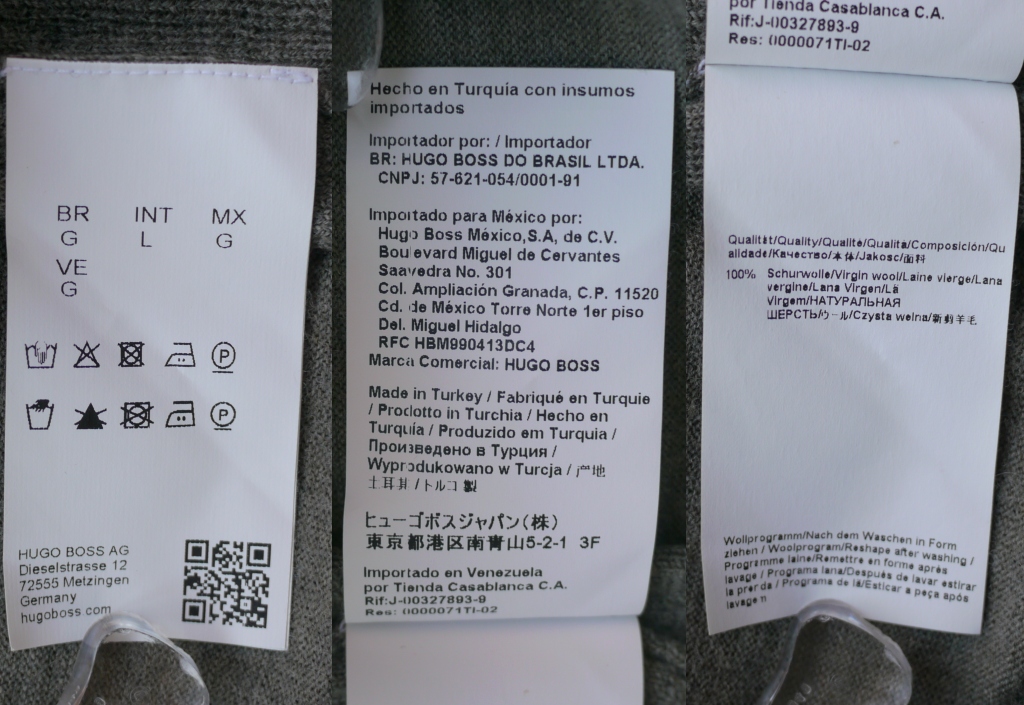 BR INT MX
G L G
VE
G
P
P
HUGO BOSS AG
Dieselstrasse 12
72555 Metzingen
Germany
hugoboss.com
Hecho en Turquía con insumos
importados
Importador por: / Importador
BR: HUGO BOSS DO BRASIL LTDA.
CNPJ: 57-621-054/0001-91
Importado para México por:
Hugo Boss México,S.A, de C.V.
Boulevard Miguel de Cervantes
Saavedra No. 301
Col. Ampliación Granada, C.P. 11520
Cd. de México Torre Norte 1er piso
Del. Miguel Hidalgo
RFC HBM990413DC4
Marca Comercial: HUGO BOSS
Made in Turkey / Fabriqué en Turquie
/ Prodotto in Turchia / Hecho en
Turquía / Produzido em Turquia /
Произведено в Турция /
Wyprodukowano w Turcja / 产地
土耳其 / トルコ 製
ヒューゴボスジャパン(株)
東京都港区南青山5-2-1 3F
Importado en Venezuela
por Tienda Casablanca C.A.
Rif:J-00327893-9
Res: 0000071TI-02
por Tienda Casablanca C.A.
Rif:J-00327893-9
Res: 0000071TI-02
Qualität/Quality/Qualité/Qualità/Composición/Qu
alidade/Качество/本体/Jakosc/面料
100% Schurwolle/Virgin wool/Laine vierge/Lana
vergine/Lana Virgen/Lã
Virgem/НАТУРАЛЬНАЯ
ШЕРСТЬ/ウール/Czysta welna/新剪羊毛
Wollprogramm/Nach dem Waschen in Form
ziehen / Woolprogram/Reshape after washing /
Programme laine/Remettre en forme après
lavage / Programa lana/Después de lavar estirar
la prenda / Programa de lã/Esticar a peça após
lavagem